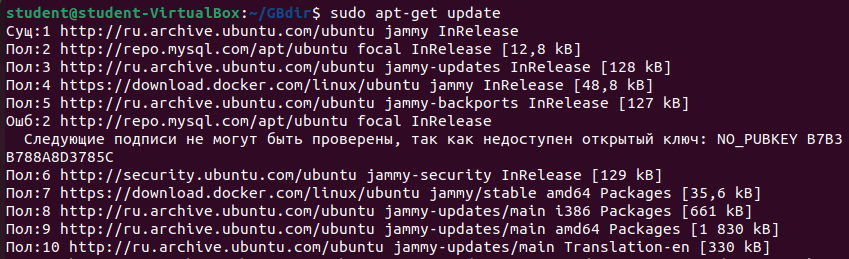 student@student-VirtualBox:~/GBdir$ sudo apt-get update
Сущ:1 http://ru.archive.ubuntu.com/ubuntu jammy InRelease
Пол:2 http://repo.mysql.com/apt/ubuntu focal InRelease [12,8 kB]
Пол:3 http://ru.archive.ubuntu.com/ubuntu jammy-updates InRelease [128 kB]
Пол:4 https://download.docker.com/linux/ubuntu jammy InRelease [48,8 kB]
Пол:5 http://ru.archive.ubuntu.com/ubuntu jammy-backports InRelease [127 kB]
Ошб:2 http://repo.mysql.com/apt/ubuntu focal InRelease
  Следующие подписи не могут быть проверены, так как недоступен открытый ключ: NO_PUBKEY B7B3
B788A8D3785C
Пол:6 http://security.ubuntu.com/ubuntu jammy-security InRelease [129 kB]
Пол:7 https://download.docker.com/linux/ubuntu jammy/stable amd64 Packages [35,6 kB]
Пол:8 http://ru.archive.ubuntu.com/ubuntu jammy-updates/main i386 Packages [661 kB]
Пол:9 http://ru.archive.ubuntu.com/ubuntu jammy-updates/main amd64 Packages [1 830 kB]
Пол:10 http://ru.archive.ubuntu.com/ubuntu jammy-updates/main Translation-en [330 kB]